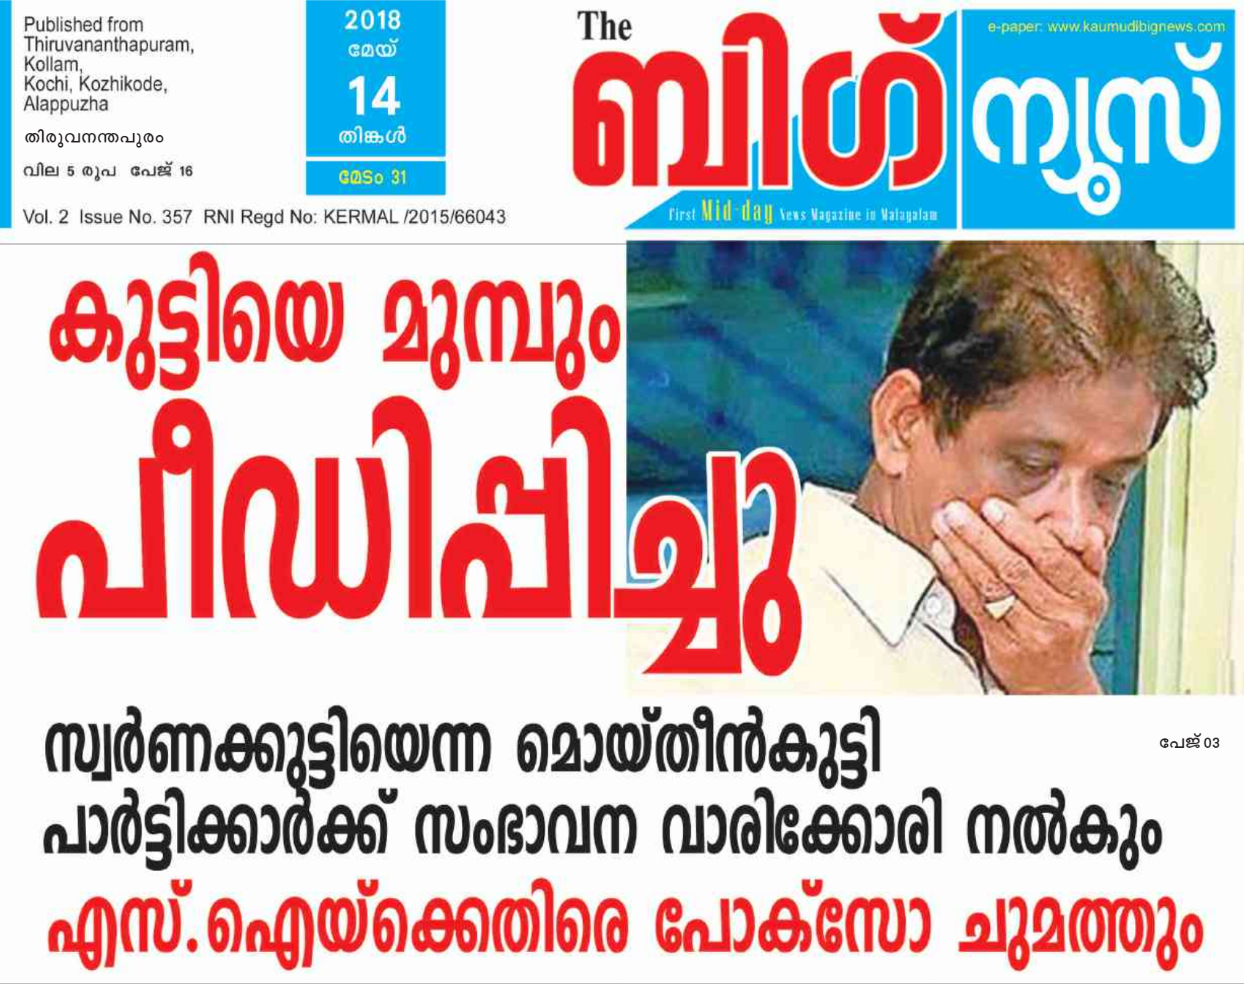 Published from
Thiruvananthapuram,
Kollam,
Kochi, Kozhikode,
Alappuzha
തിരുവനന്തപുരം
വില 5 രൂപ പേജ് 16
2018
മേയ്
14
തിങ്കൾ
മേടം 31
Vol. 2 Issue No. 357 RNI Regd No: KERMAL /2015/66043
The
ബിഗ്
ന്യൂസ്
e-paper: www.kaumudibignews.com
First Mid-day News Magazine in Malayalam
കുട്ടിയെ മുമ്പും
പീഡിപ്പിച്ചു
സ്വർണക്കുട്ടിയെന്ന മൊയ്തീൻകുട്ടി
പേജ് 03
പാർട്ടിക്കാർക്ക് സംഭാവന വാരിക്കോരി നൽകും
എസ്.ഐയ്ക്കെതിരെ പോക്സോ ചുമത്തും